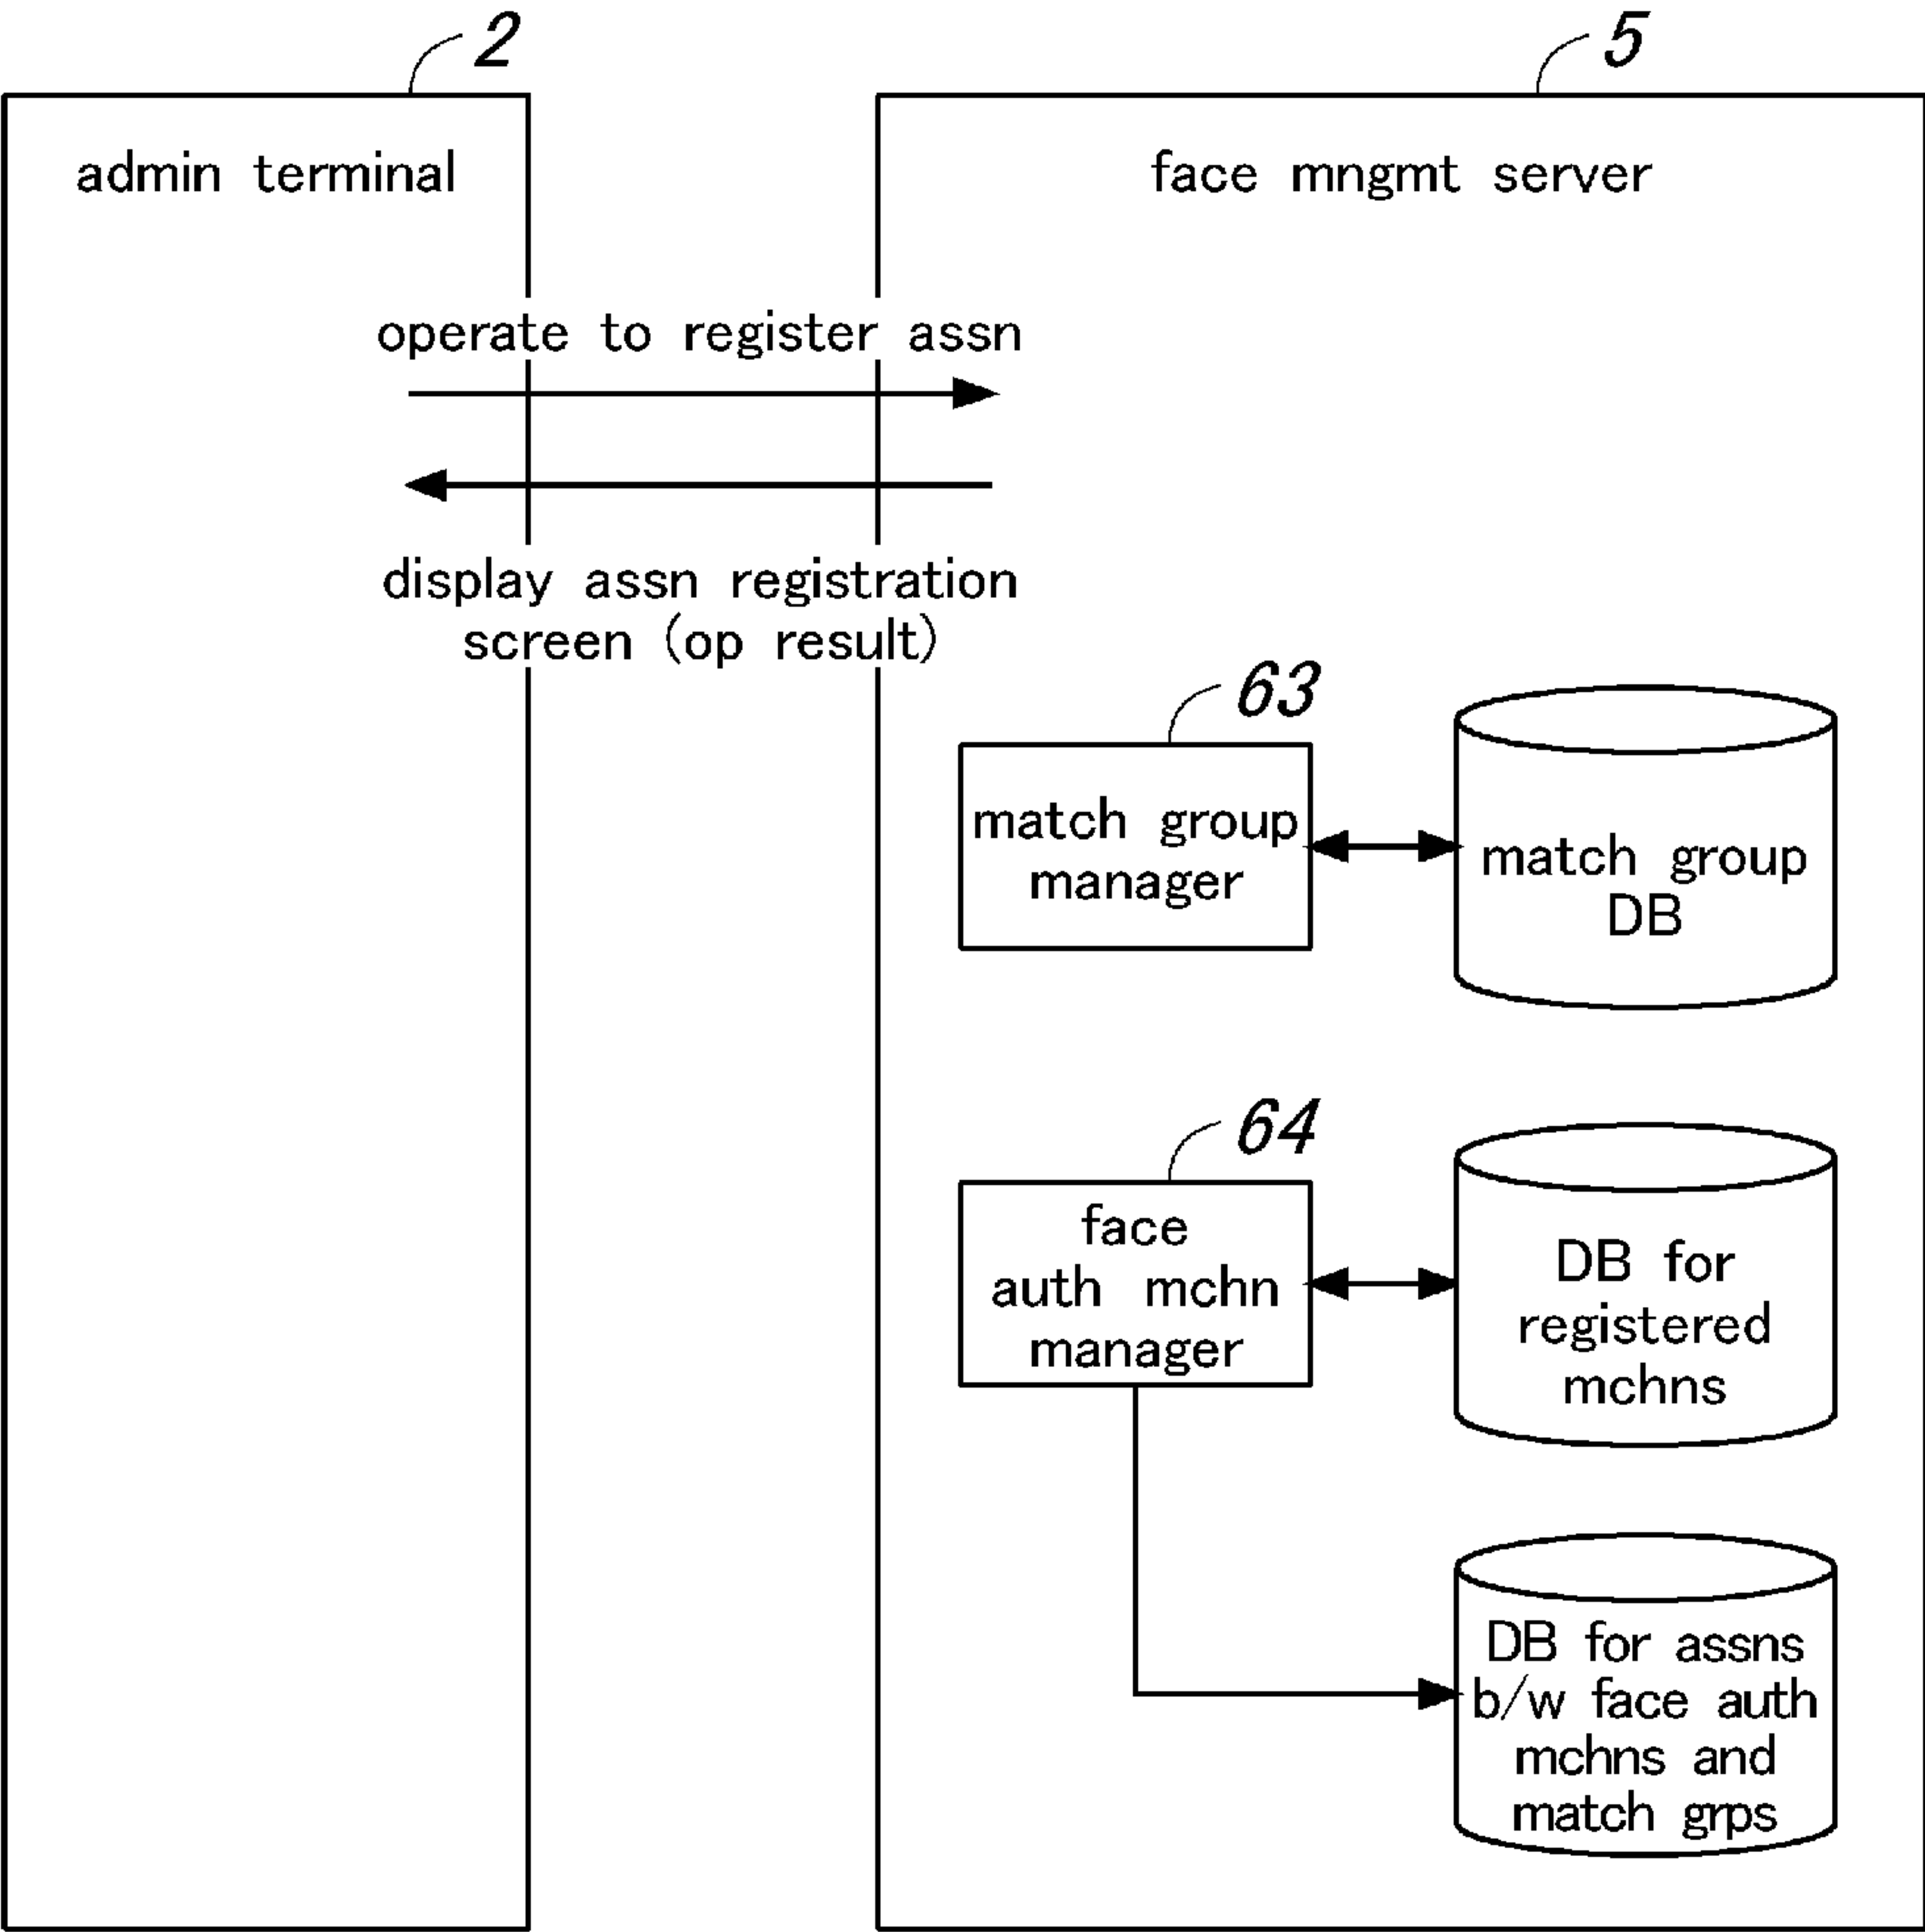 2
5
admin terminal
face mngmt server
operate to register assn
display assn registration
screen (op result)
63
match group
manager
match group
DB
64
face
auth mchn
manager
DB for
registered
mchns
DB for assns
b/w face auth
mchns and
match grps